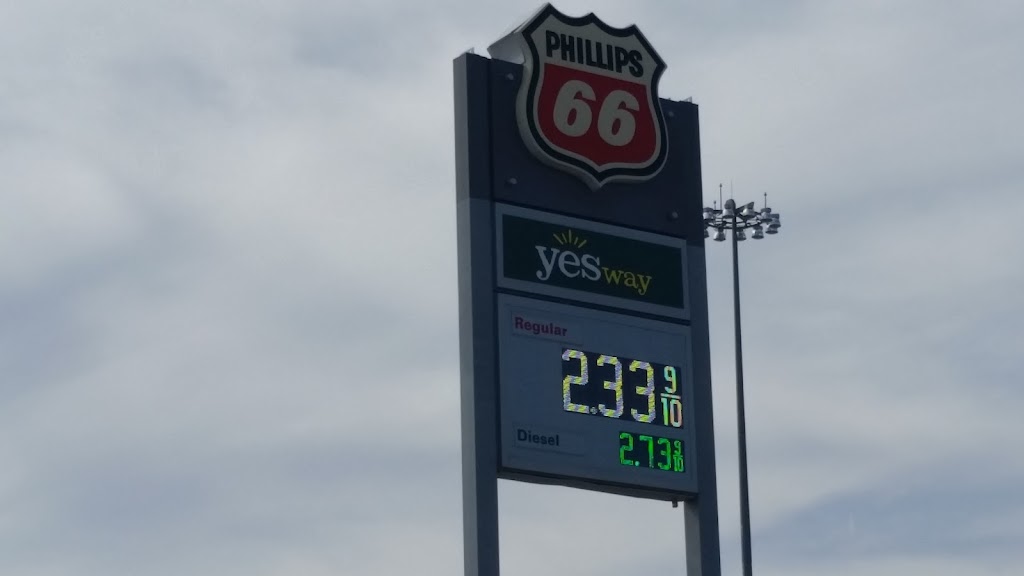 PHILLIPS
66
yesway
Regular
2.33 9/10
Diesel
2.73 9/10